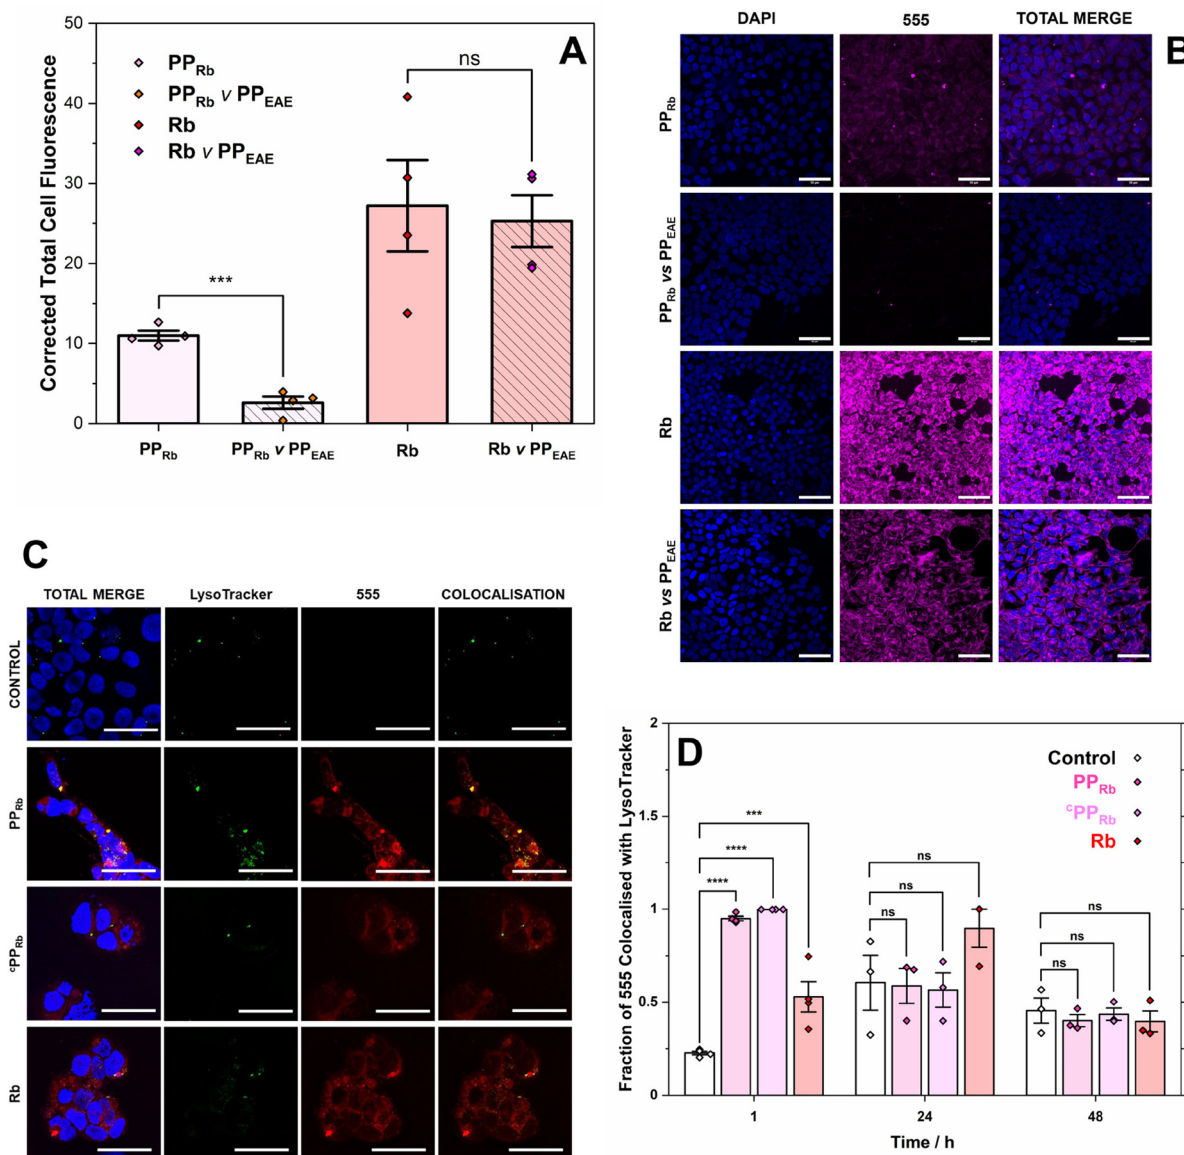 A
50
40
30
20
10
0
Corrected Total Cell Fluorescence
PPRb
PPRb v PPEAE
Rb
Rb v PPEAE
***
ns
PPRb
PPRb v PPEAE
Rb
Rb v PPEAE
B
DAPI 555 TOTAL MERGE
PPRb
PPRb vs PPEAE
Rb
Rb vs PPEAE
C
TOTAL MERGE LysoTracker 555 COLOCALISATION
CONTROL
PPRb
cPPRb
Rb
D
2
1.5
1
0.5
0
Fraction of 555 Colocalised with LysoTracker
Control
PPRb
cPPRb
Rb
***
****
****
ns
ns
ns
ns
ns
ns
1 24 48
Time / h